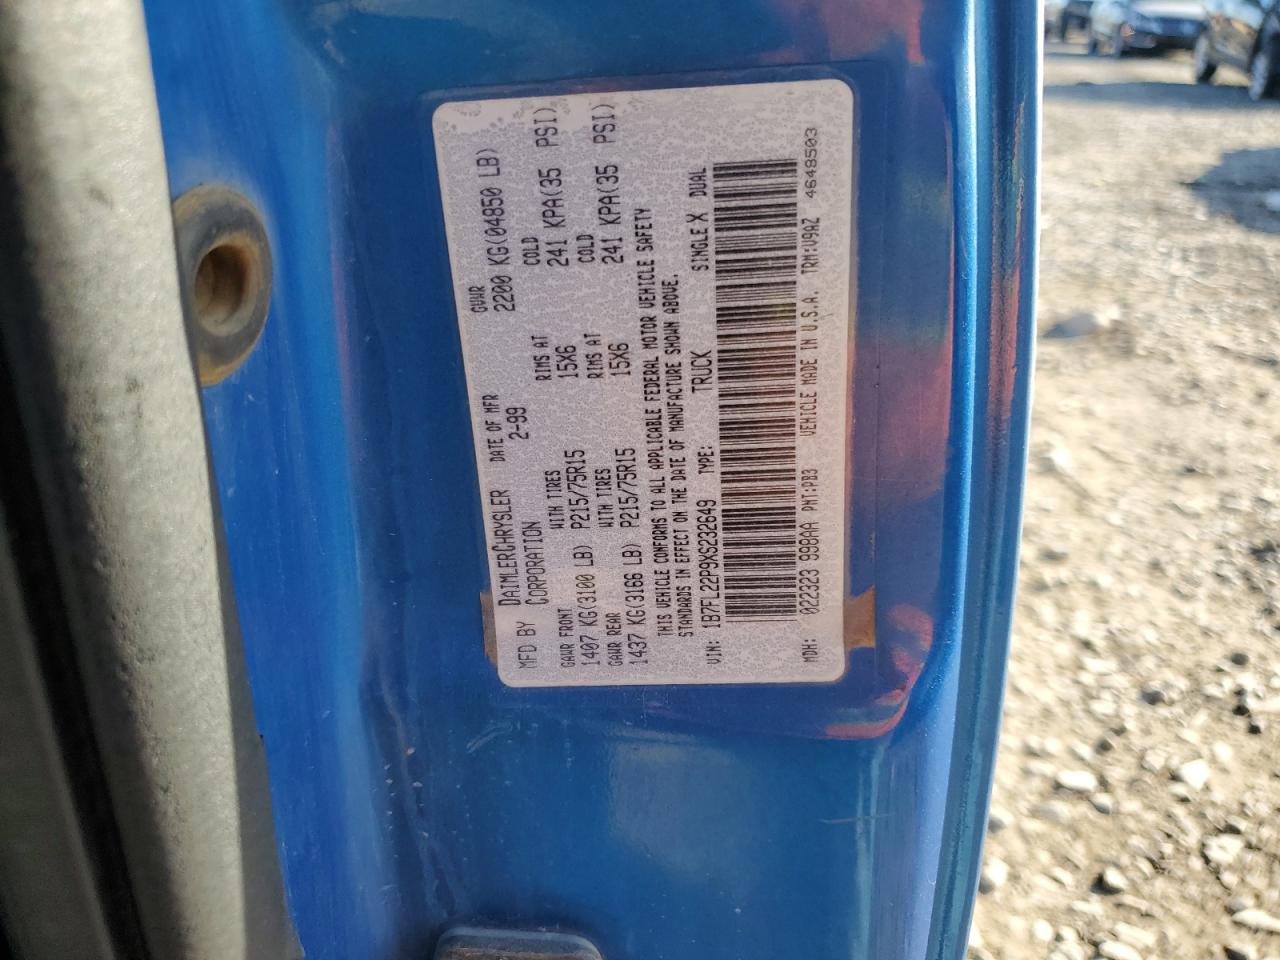 MFD BY DAIMLERCHRYSLER CORPORATION DATE OF MFR 2-99 GVWR 2200 KG(04850 LB)
GAWR FRONT WITH TIRES RIMS AT COLD
1407 KG(3100 LB) P215/75R15 15X6 241 KPA(35 PSI)
GAWR REAR WITH TIRES RIMS AT COLD
1437 KG(3166 LB) P215/75R15 15X6 241 KPA(35 PSI)
THIS VEHICLE CONFORMS TO ALL APPLICABLE FEDERAL MOTOR VEHICLE SAFETY
STANDARDS IN EFFECT ON THE DATE OF MANUFACTURE SHOWN ABOVE.
VIN: 1B7FL22P9XS232649 TYPE: TRUCK SINGLE X DUAL
MDH: 022323 998AA PNT:PB3 VEHICLE MADE IN U.S.A. TRM:V9AZ 4648503